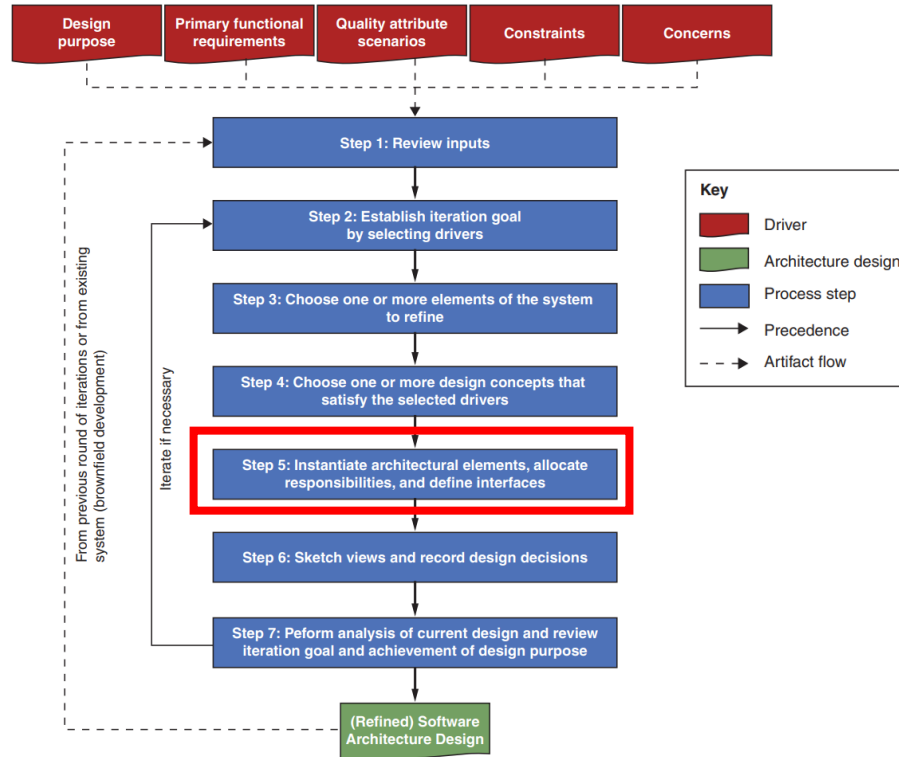 Design
purpose
Primary functional
requirements
Quality attribute
scenarios
Constraints
Concerns
Step 1: Review inputs
Step 2: Establish iteration goal
by selecting drivers
Step 3: Choose one or more elements of the system
to refine
Step 4: Choose one or more design concepts that
satisfy the selected drivers
Step 5: Instantiate architectural elements, allocate
responsibilities, and define interfaces
Step 6: Sketch views and record design decisions
Step 7: Peform analysis of current design and review
iteration goal and achievement of design purpose
(Refined) Software
Architecture Design
From previous round of iterations or from existing
system (brownfield development)
Iterate if necessary
Key
Driver
Architecture design
Process step
Precedence
Artifact flow